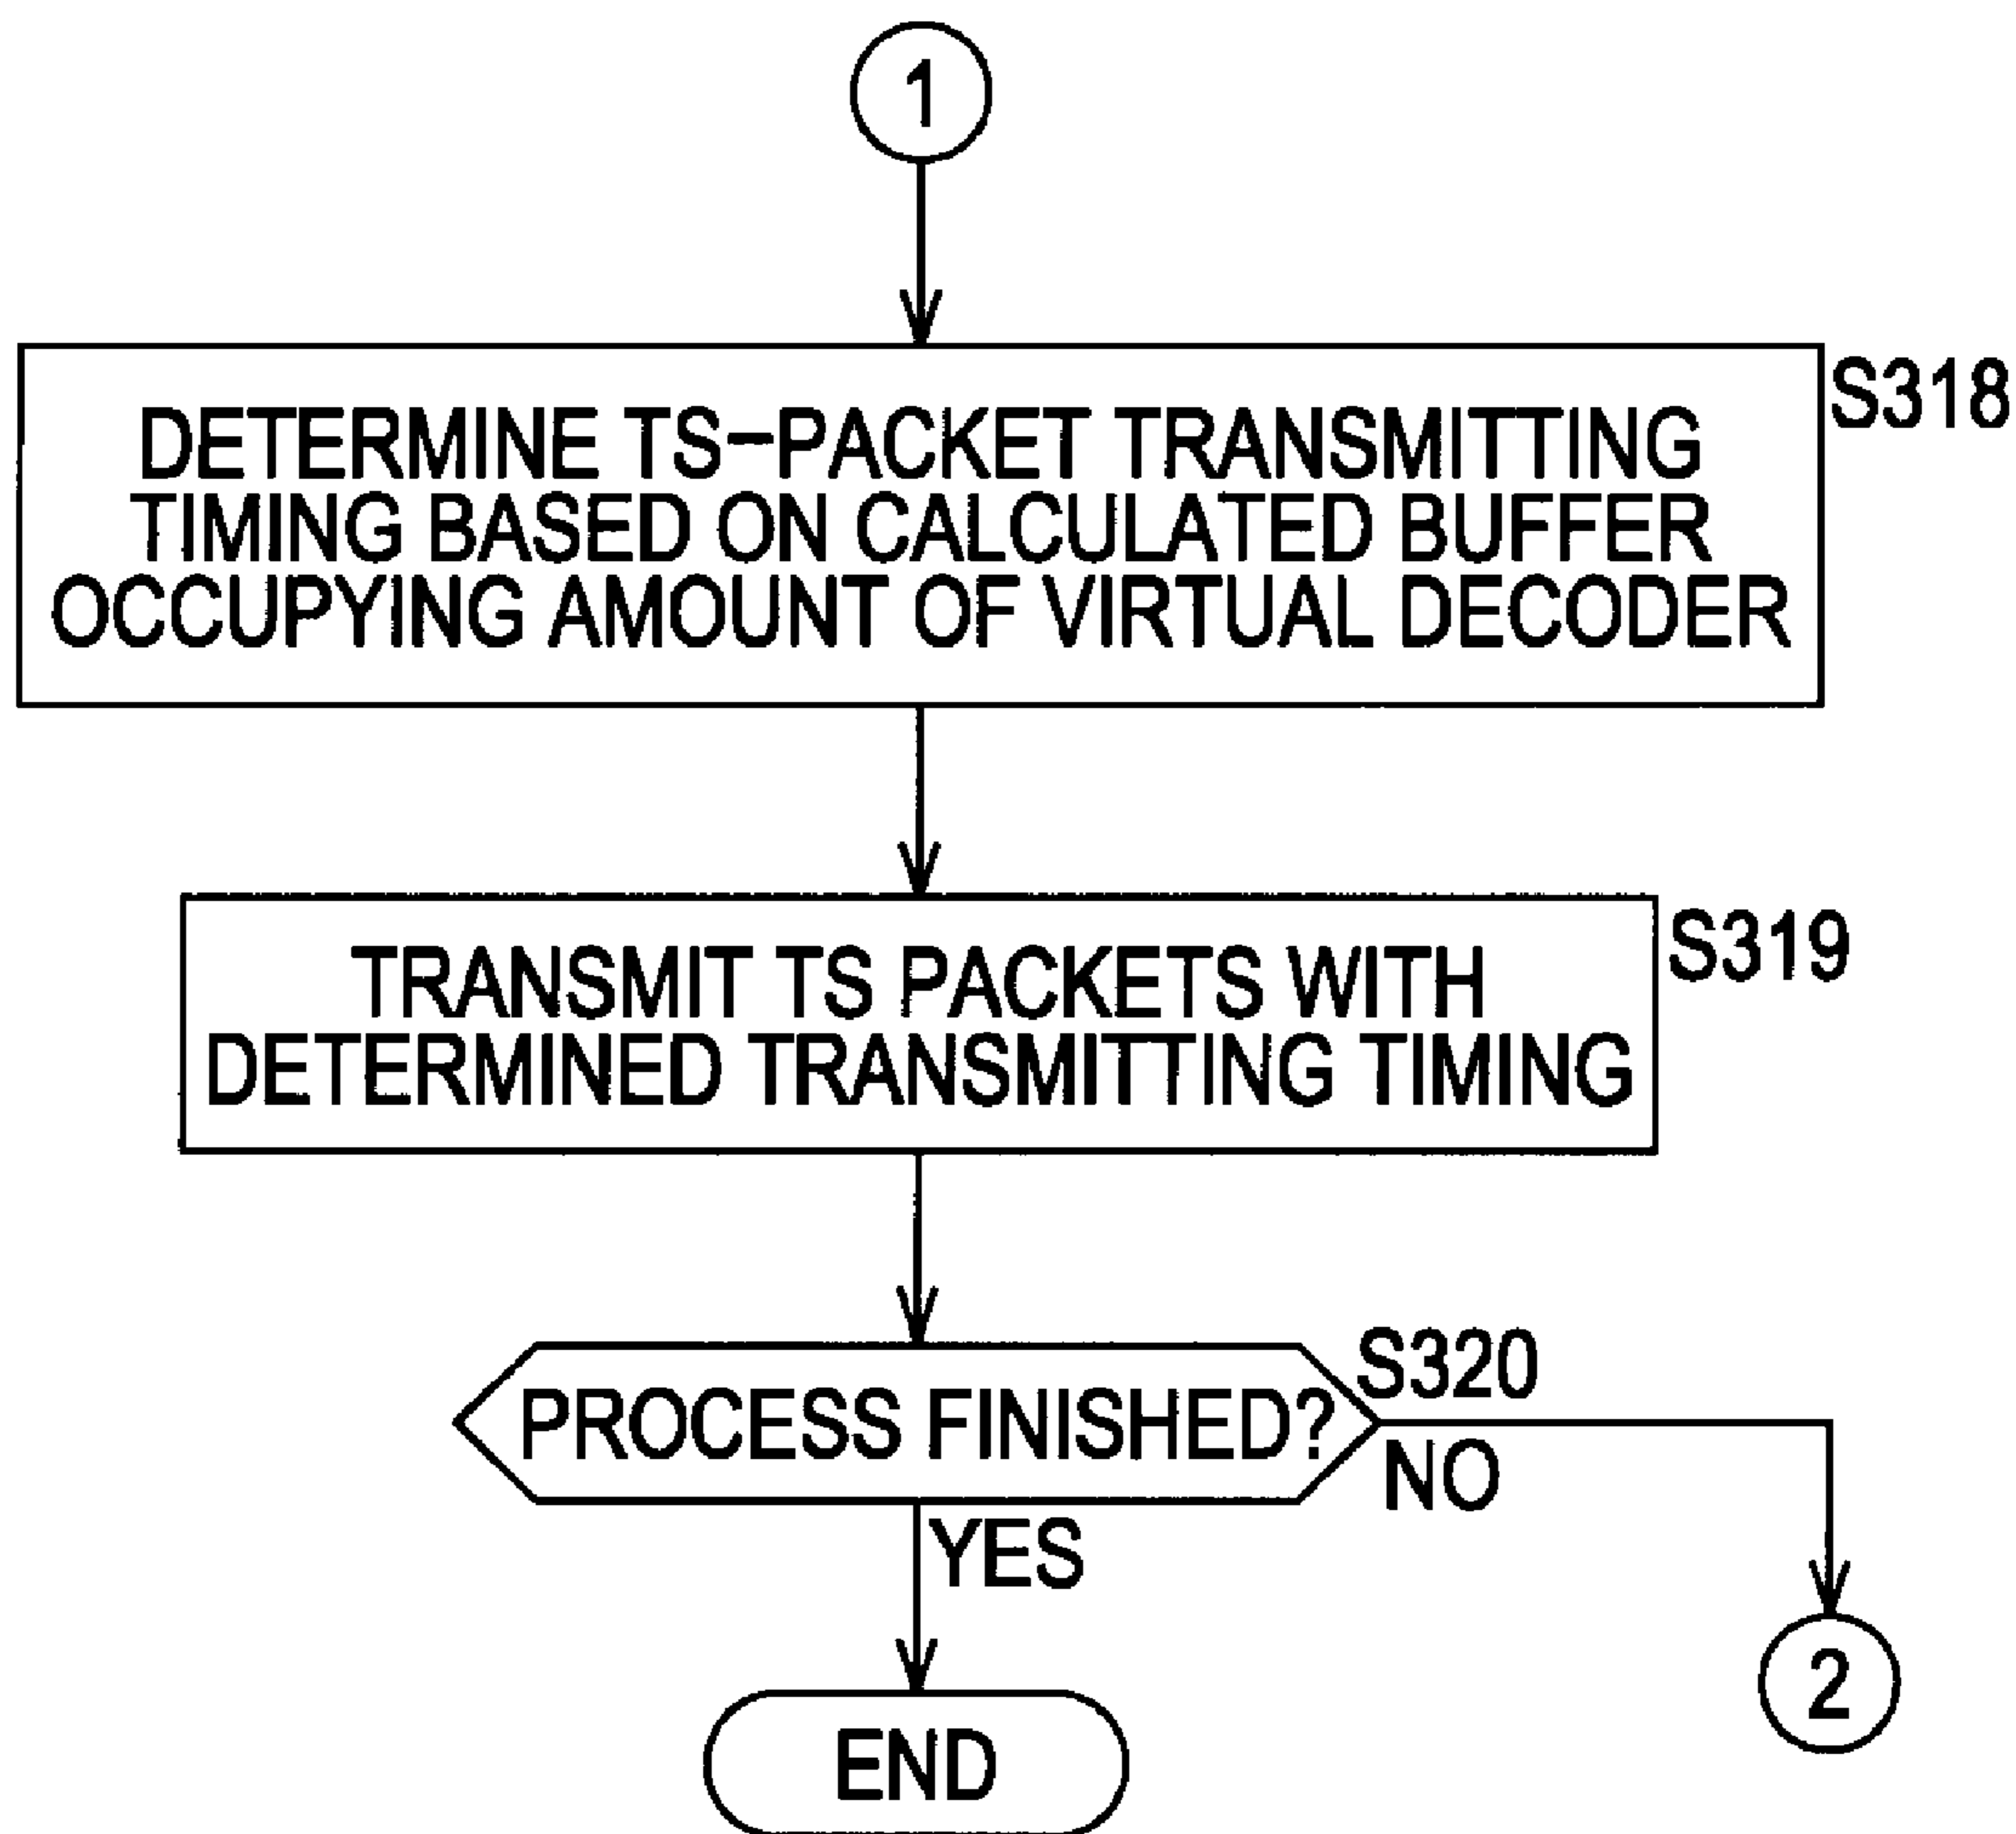 1
S318
DETERMINE TS-PACKET TRANSMITTING
TIMING BASED ON CALCULATED BUFFER
OCCUPYING AMOUNT OF VIRTUAL DECODER
S319
TRANSMIT TS PACKETS WITH
DETERMINED TRANSMITTING TIMING
S320
PROCESS FINISHED?
NO
YES
2
END